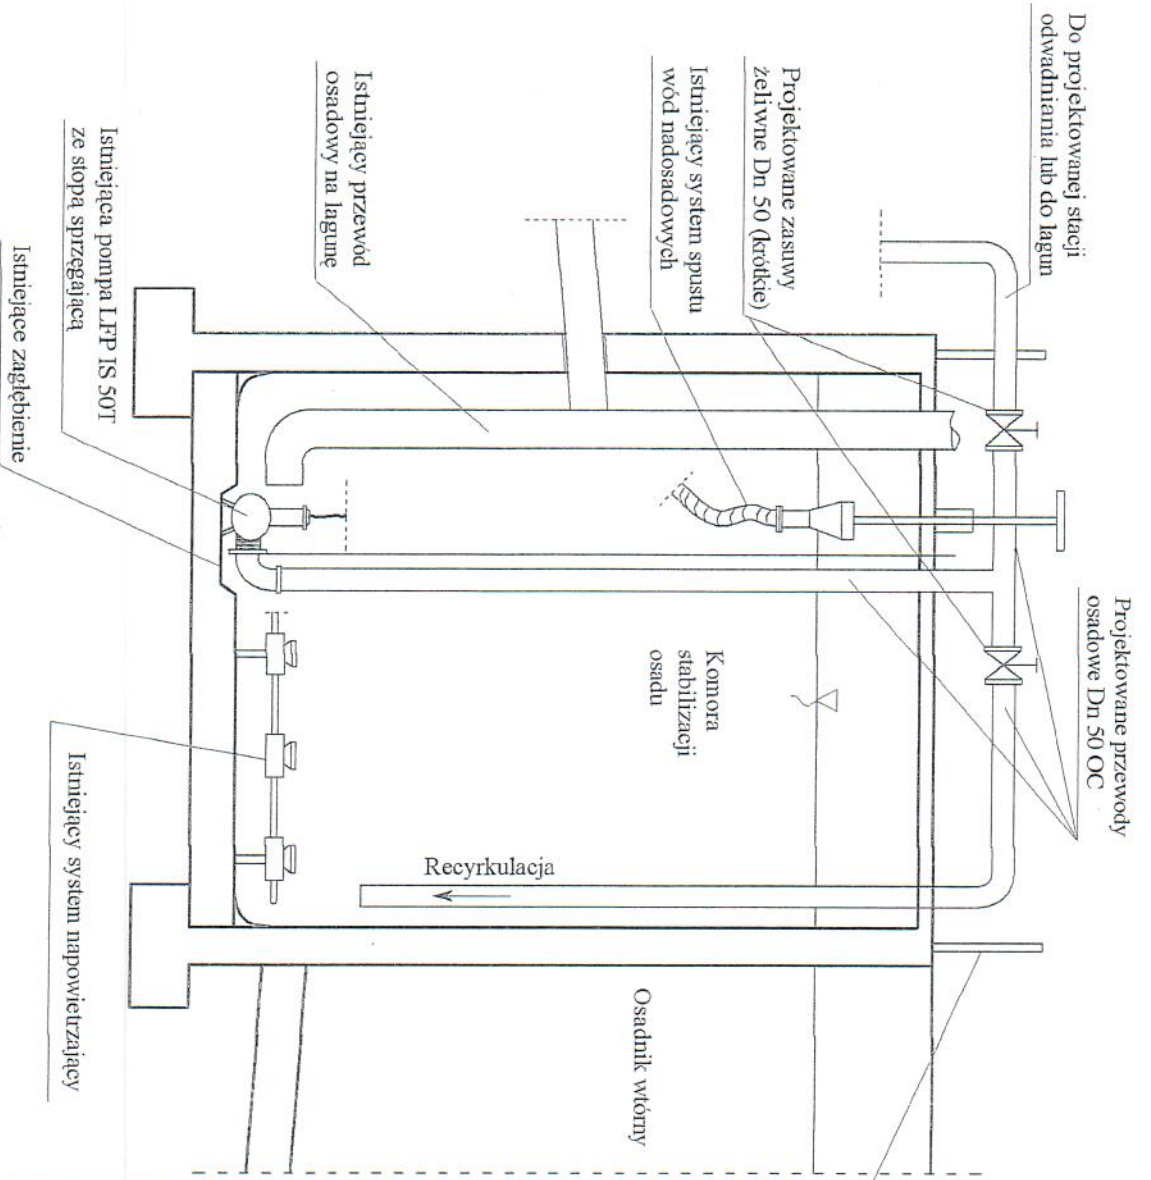 Do projektowanej stacji
odwadniania lub do lagun
Projektowane zasuwy
żeliwne Dn 50 (krótkie)
Istniejący system spustu
wód nadosadowych
Istniejący przewód
osadowy na lagunę
Istniejąca pompa LFP IS 50T
ze stopą sprzęgającą
Istniejące zagłębienie
Projektowane przewody
osadowe Dn 50 OC
Komora
stabilizacji
osadu
Recyrkulacja
Istniejący system napowietrzający
Osadnik wtórny